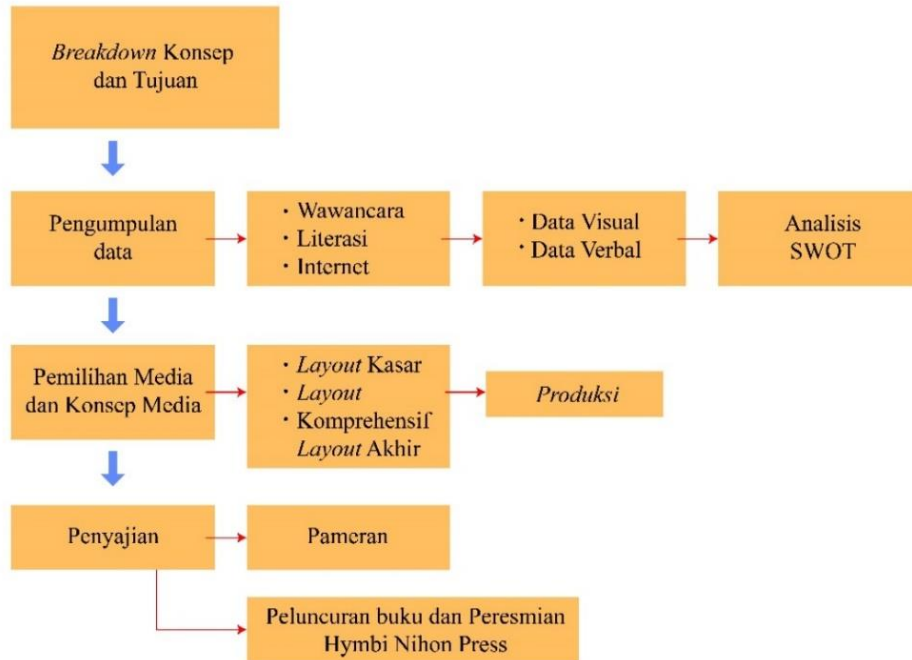 Breakdown Konsep
dan Tujuan
Pengumpulan
data
· Wawancara
· Literasi
· Internet
· Data Visual
· Data Verbal
Analisis
SWOT
Pemilihan Media
dan Konsep Media
· Layout Kasar
· Layout
· Komprehensif
Layout Akhir
Produksi
Penyajian
Pameran
Peluncuran buku dan Peresmian
Hymbi Nihon Press